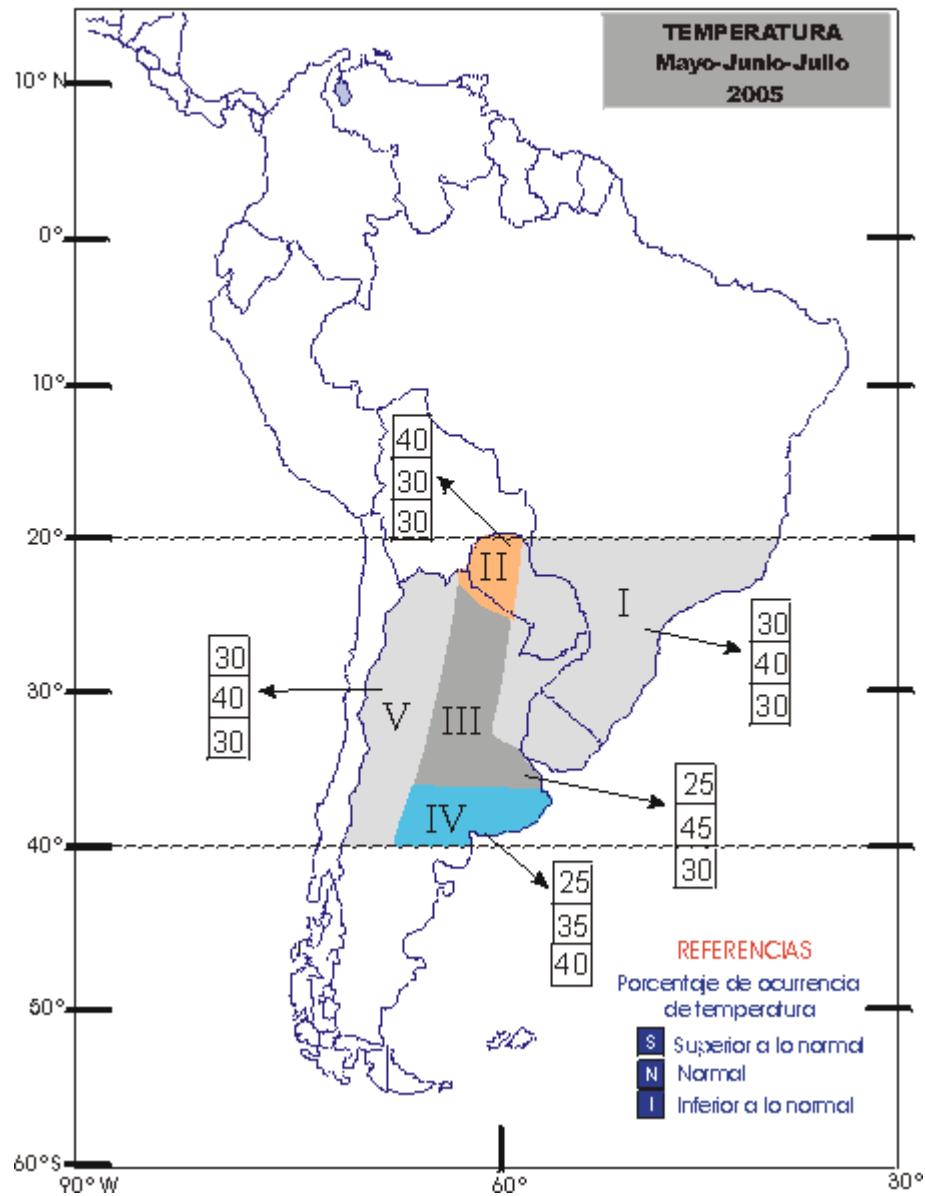 TEMPERATURA
Mayo-Junio-Julio
2005
10° N
0°
10°
20°
30°
40°
50°
60°S
90° W
60°
30°
40
30
30
II
I
30
40
30
30
40
30
V
III
25
45
30
IV
25
35
40
REFERENCIAS
Porcentaje de ocurrencia
de temperatura
S Superior a lo normal
N Normal
I Inferior a lo normal